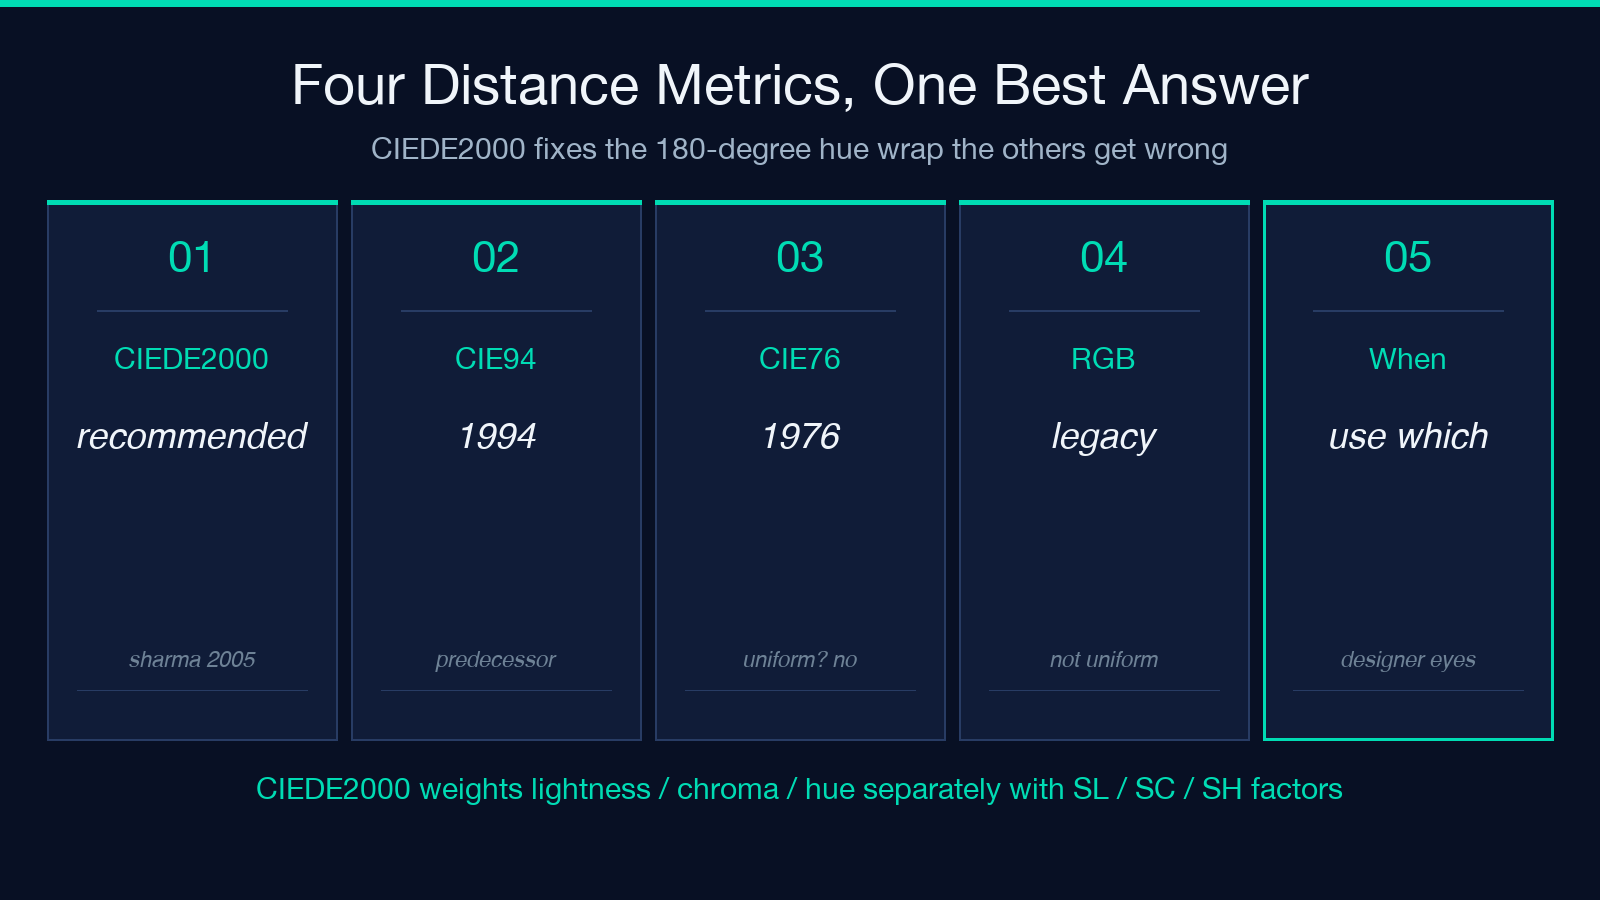 Four Distance Metrics, One Best Answer
CIEDE2000 fixes the 180-degree hue wrap the others get wrong
01
CIEDE2000
recommended
sharma 2005
02
CIE94
1994
predecessor
03
CIE76
1976
uniform? no
04
RGB
legacy
not uniform
05
When
use which
designer eyes
CIEDE2000 weights lightness / chroma / hue separately with SL / SC / SH factors